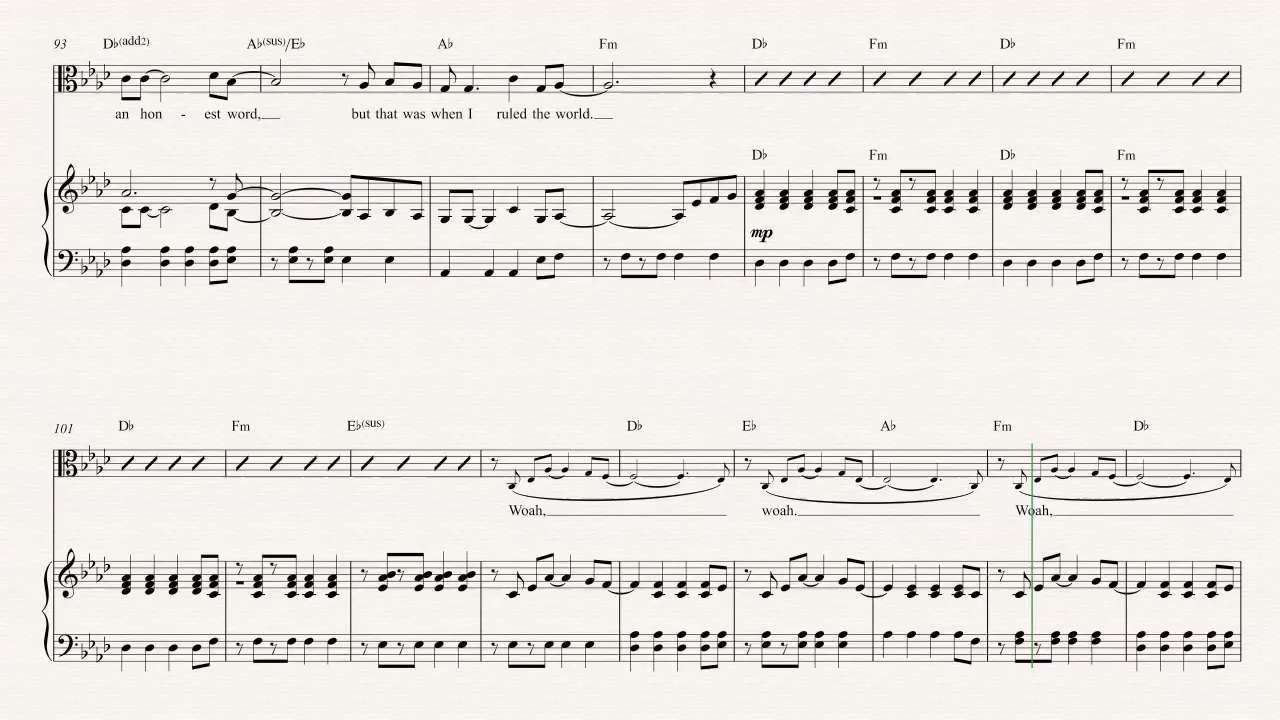 93 D♭(add2) A♭(sus)/E♭ A♭ Fm D♭ Fm D♭ Fm
an hon - est word, but that was when I ruled the world.
D♭ Fm D♭ Fm
mp
101 D♭ Fm E♭(sus) D♭ E♭ A♭ Fm D♭
Woah, woah. Woah,